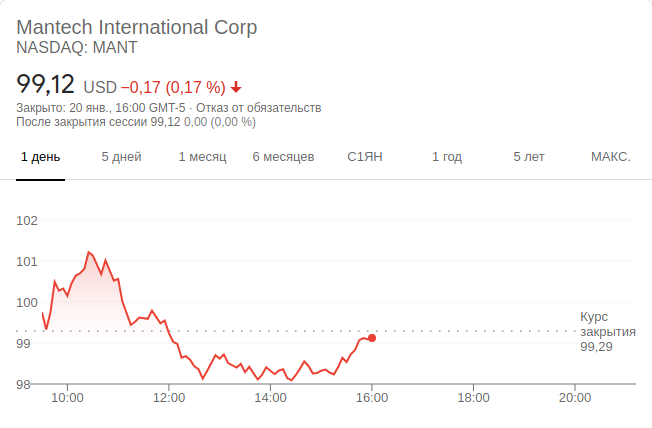 Mantech International Corp
NASDAQ: MANT
99,12 USD −0,17 (0,17 %)
Закрыто: 20 янв., 16:00 GMT-5 · Отказ от обязательств
После закрытия сессии 99,12 0,00 (0,00 %)
1 день 5 дней 1 месяц 6 месяцев С1ЯН 1 год 5 лет МАКС.
102
101
100
99
98
Курс
закрытия
99,29
10:00 12:00 14:00 16:00 18:00 20:00